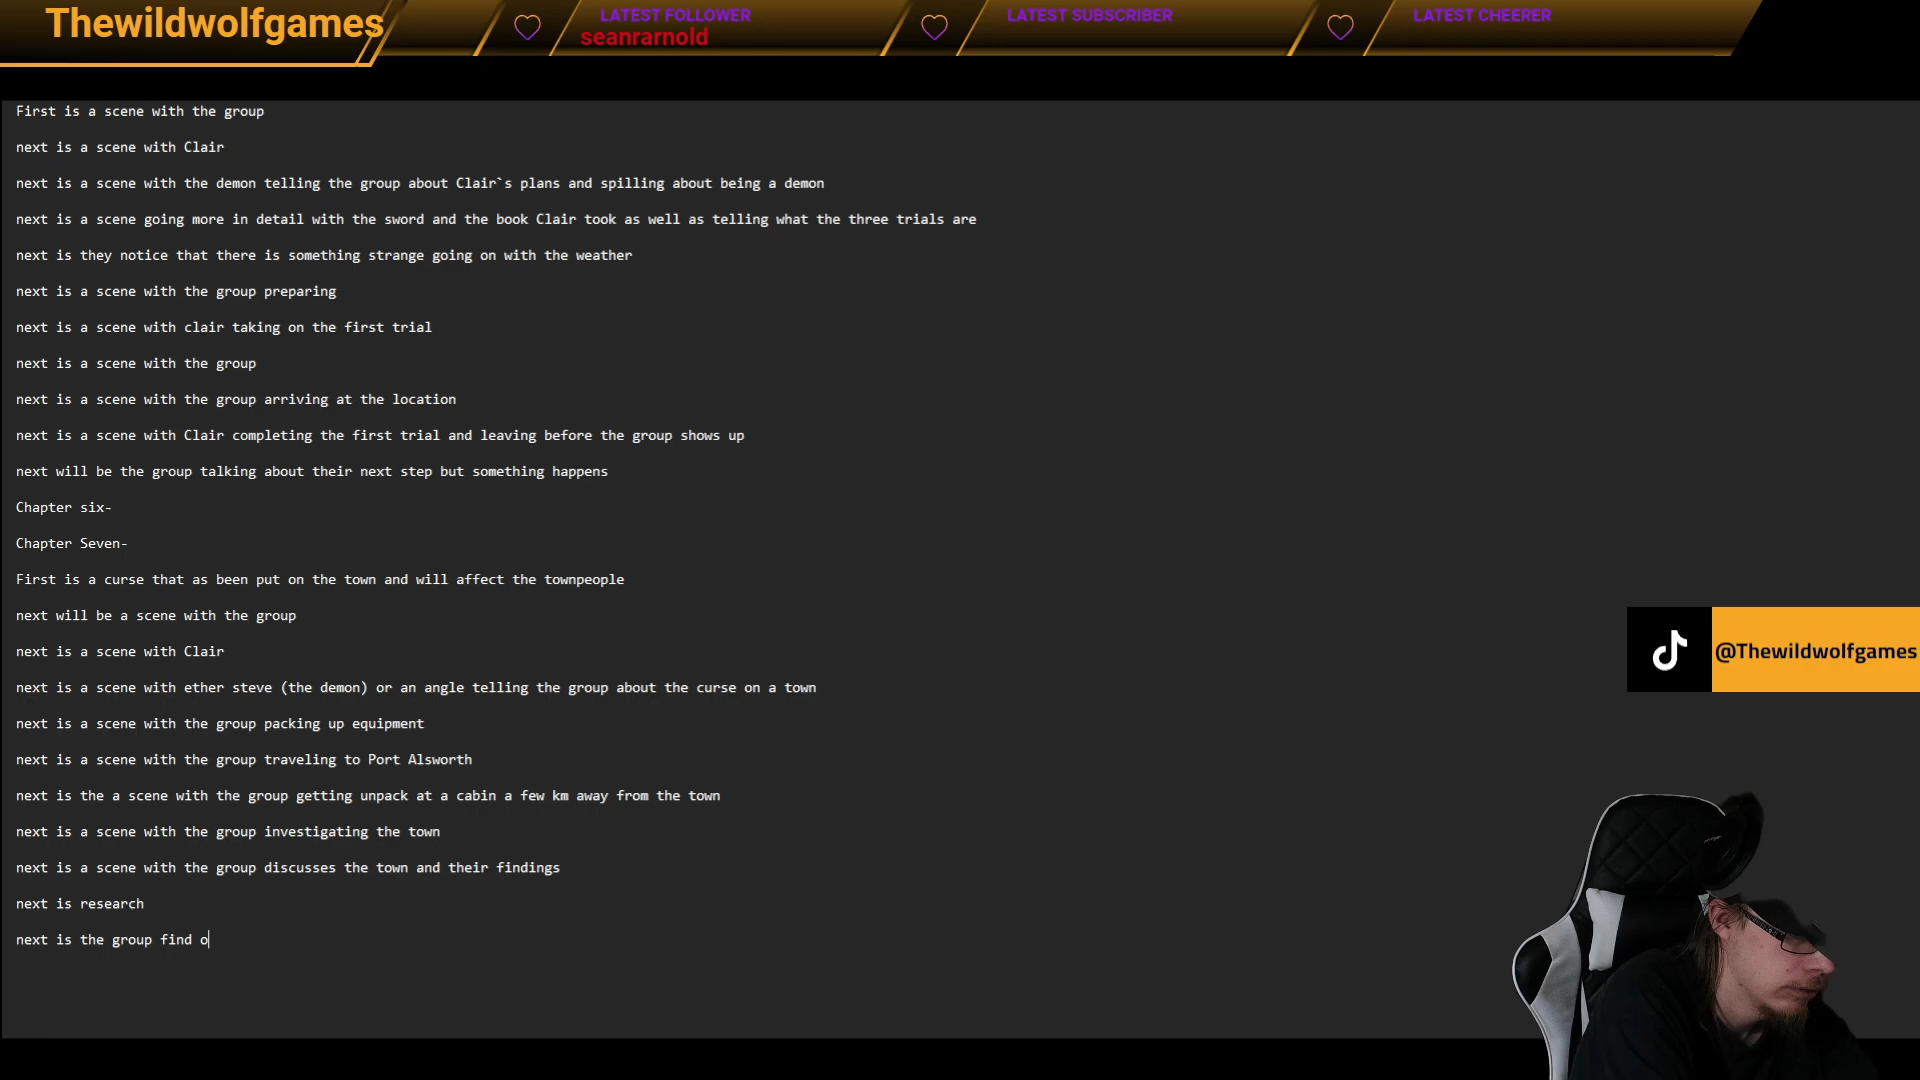 Thewildwolfgames
LATEST FOLLOWER
seanrarnold
LATEST SUBSCRIBER
LATEST CHEERER
First is a scene with the group
next is a scene with Clair
next is a scene with the demon telling the group about Clair`s plans and spilling about being a demon
next is a scene going more in detail with the sword and the book Clair took as well as telling what the three trials are
next is they notice that there is something strange going on with the weather
next is a scene with the group preparing
next is a scene with clair taking on the first trial
next is a scene with the group
next is a scene with the group arriving at the location
next is a scene with Clair completing the first trial and leaving before the group shows up
next will be the group talking about their next step but something happens
Chapter six-
Chapter Seven-
First is a curse that as been put on the town and will affect the townpeople
next will be a scene with the group
next is a scene with Clair
next is a scene with ether steve (the demon) or an angle telling the group about the curse on a town
next is a scene with the group packing up equipment
next is a scene with the group traveling to Port Alsworth
next is the a scene with the group getting unpack at a cabin a few km away from the town
next is a scene with the group investigating the town
next is a scene with the group discusses the town and their findings
next is research
next is the group find o
@Thewildwolfgames